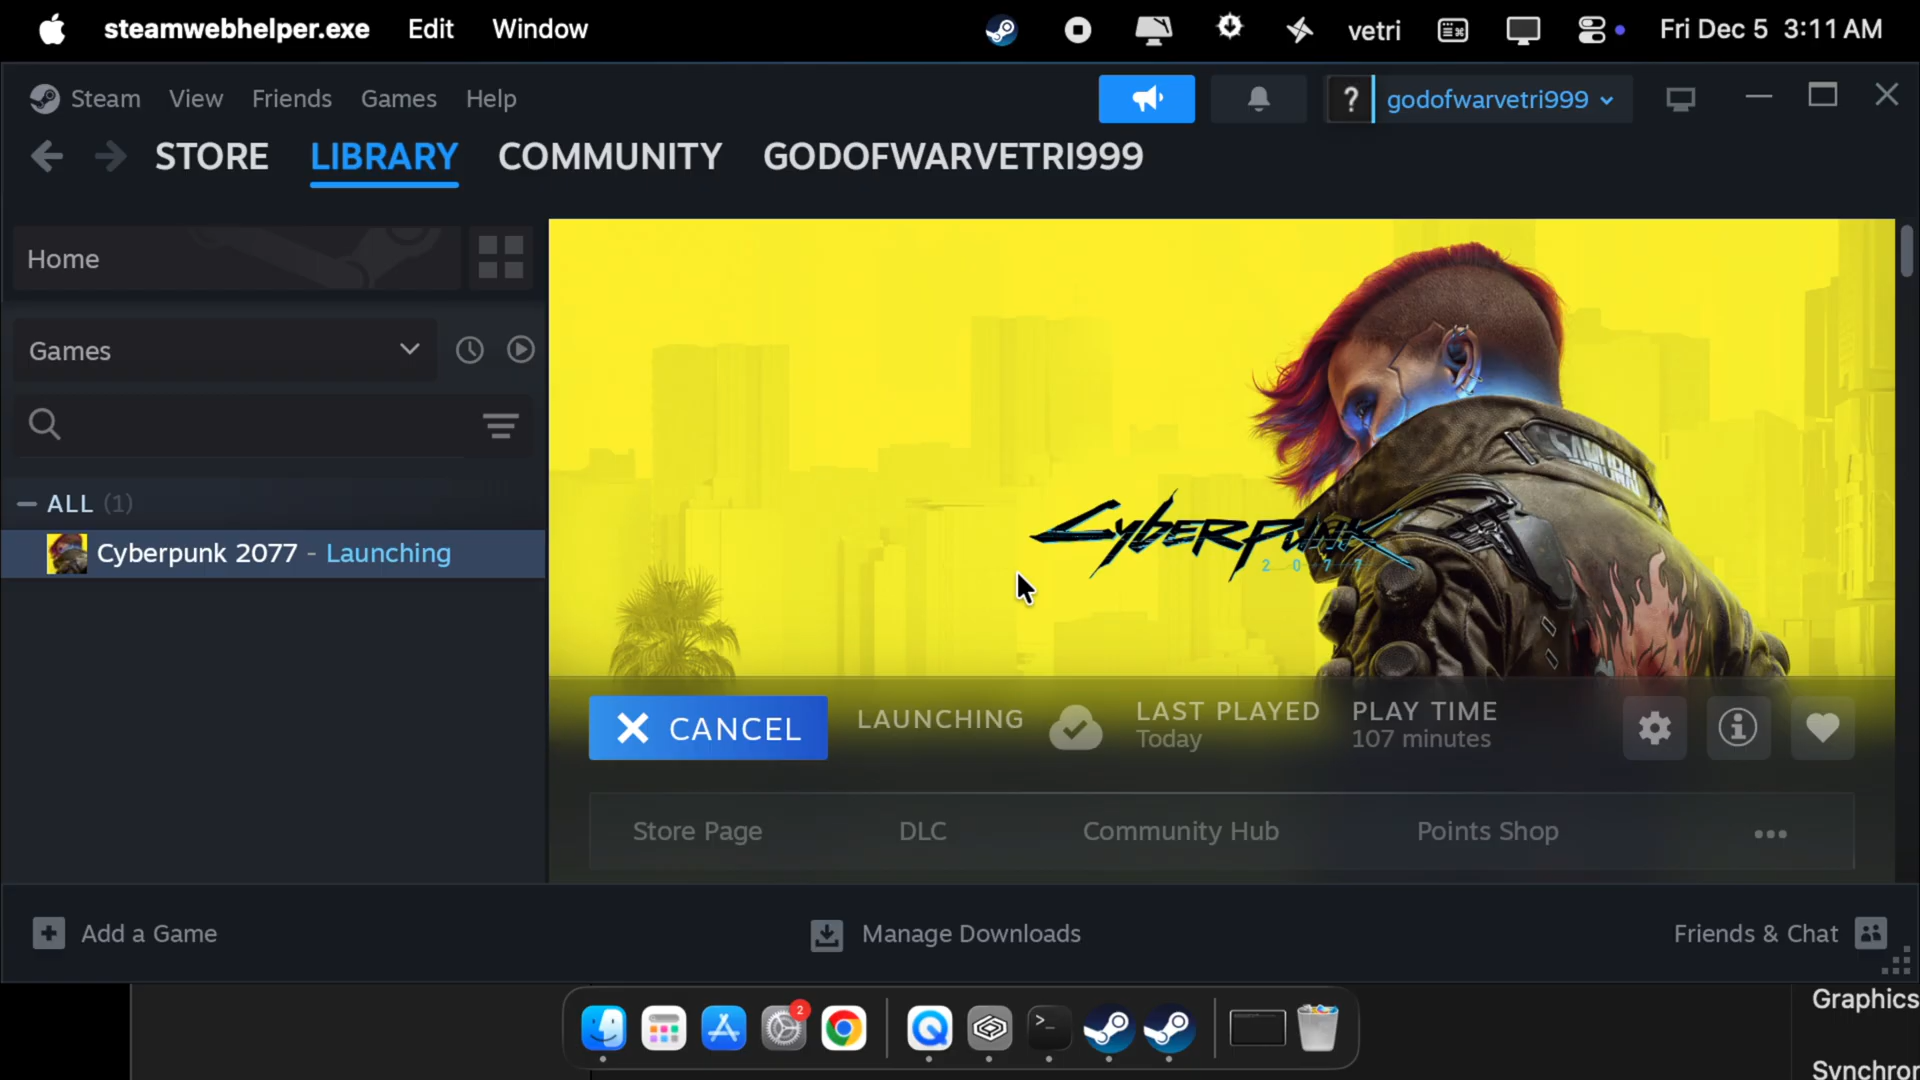 steamwebhelper.exe Edit Window vetri Fri Dec 5 3:11 AM
Steam View Friends Games Help ? godofwarvetri999
STORE LIBRARY COMMUNITY GODOFWARVETRI999
Home
Games
ALL (1)
Cyberpunk 2077 - Launching
SAMURAI
Cyberpunk
2077
CANCEL
LAUNCHING
LAST PLAYED
Today
PLAY TIME
107 minutes
Store Page DLC Community Hub Points Shop
Add a Game Manage Downloads Friends & Chat
Graphics
2
Synchror